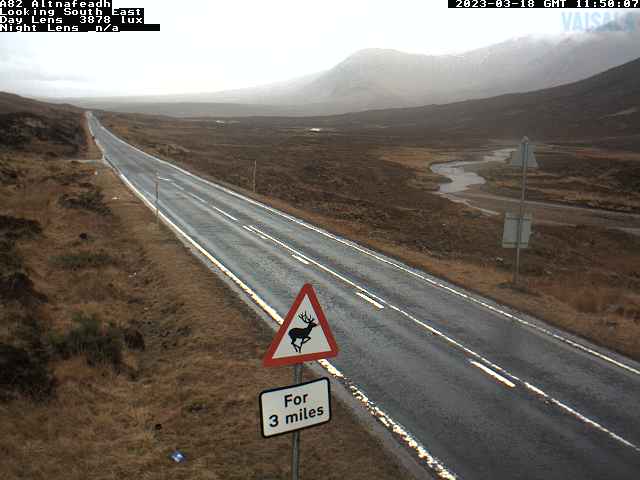 A82 Altnafeadh
Looking South East
Day Lens 3878 lux
Night Lens n/a
2023-03-18 GMT 11:50:07
VAISALA
For
3 miles